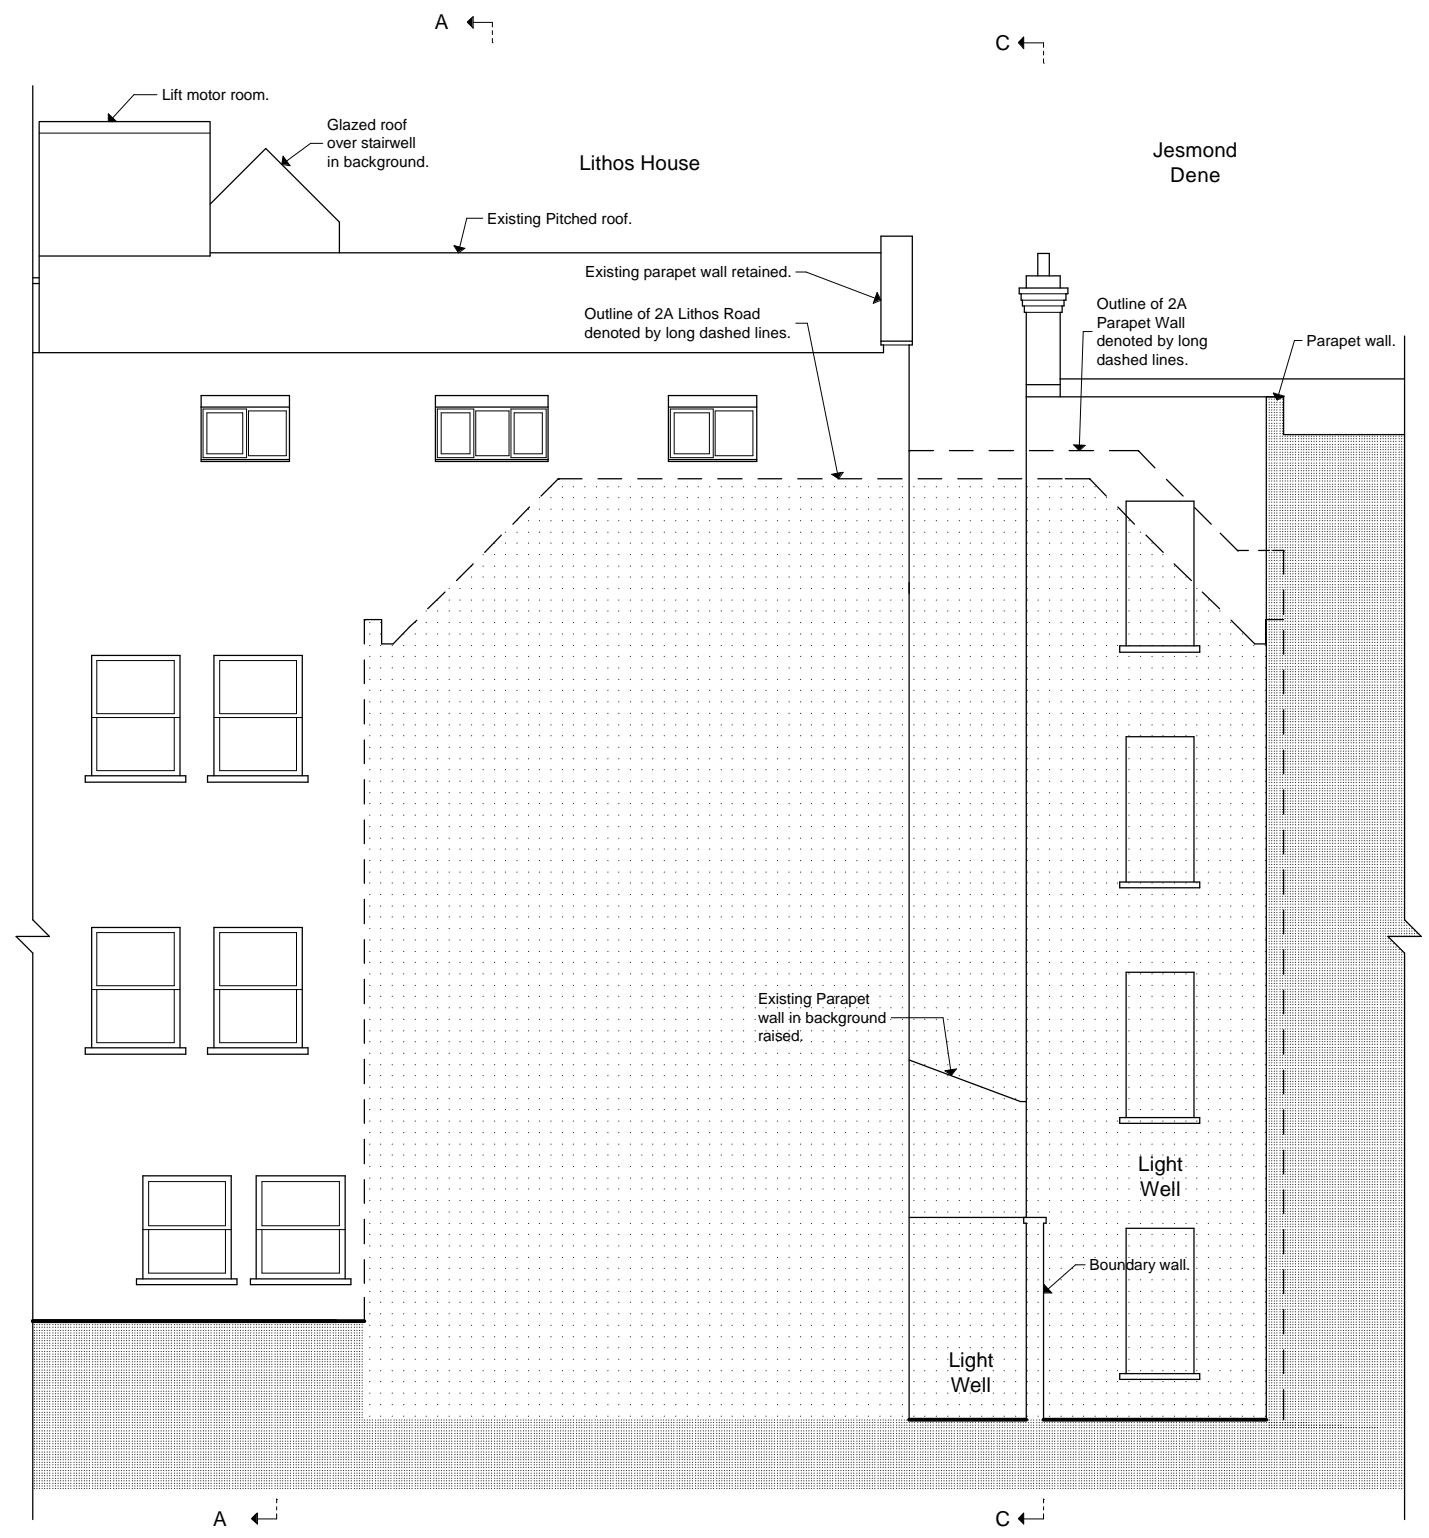 A
C
Lift motor room.
Glazed roof
over stairwell
in background.
Lithos House
Jesmond
Dene
Existing Pitched roof.
Existing parapet wall retained.
Outline of 2A Lithos Road
denoted by long dashed lines.
Outline of 2A
Parapet Wall
denoted by long
dashed lines.
Parapet wall.
Existing Parapet
wall in background
raised.
Light
Well
Boundary wall.
Light
Well
A
C